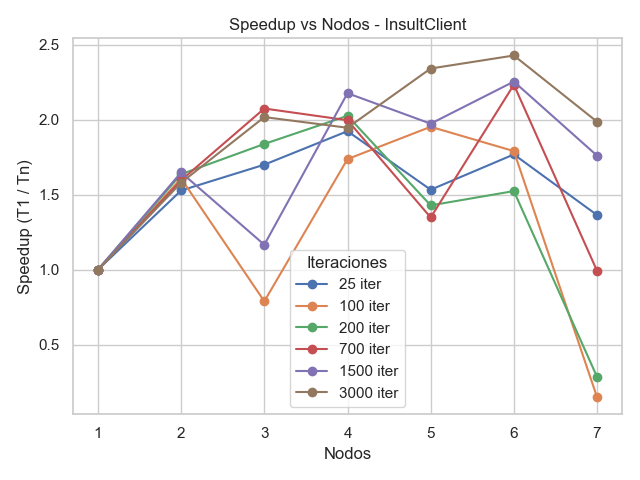 Speedup vs Nodos - InsultClient
2.5
2.0
1.5
1.0
0.5
Speedup (T1 / Tn)
Iteraciones
25 iter
100 iter
200 iter
700 iter
1500 iter
3000 iter
1 2 3 4 5 6 7
Nodos